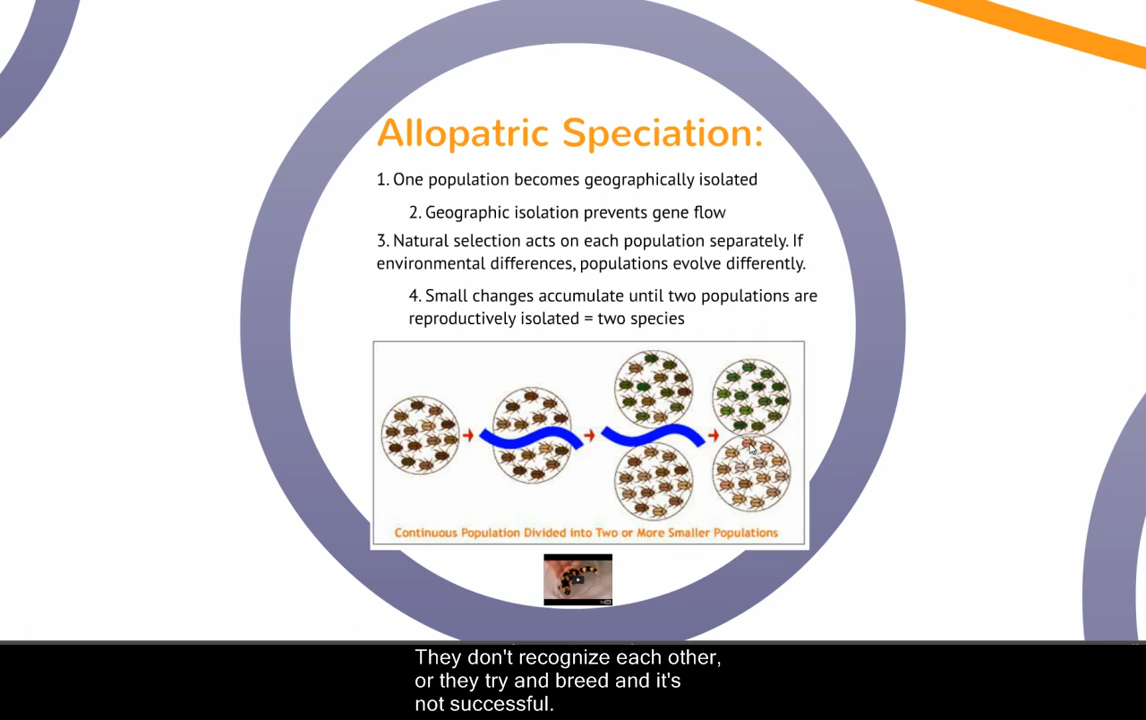 Allopatric Speciation:
1. One population becomes geographically isolated
2. Geographic isolation prevents gene flow
3. Natural selection acts on each population separately. If
environmental differences, populations evolve differently.
4. Small changes accumulate until two populations are
reproductively isolated = two species
Continuous Population Divided into Two or More Smaller Populations
They don't recognize each other,
or they try and breed and it's
not successful.